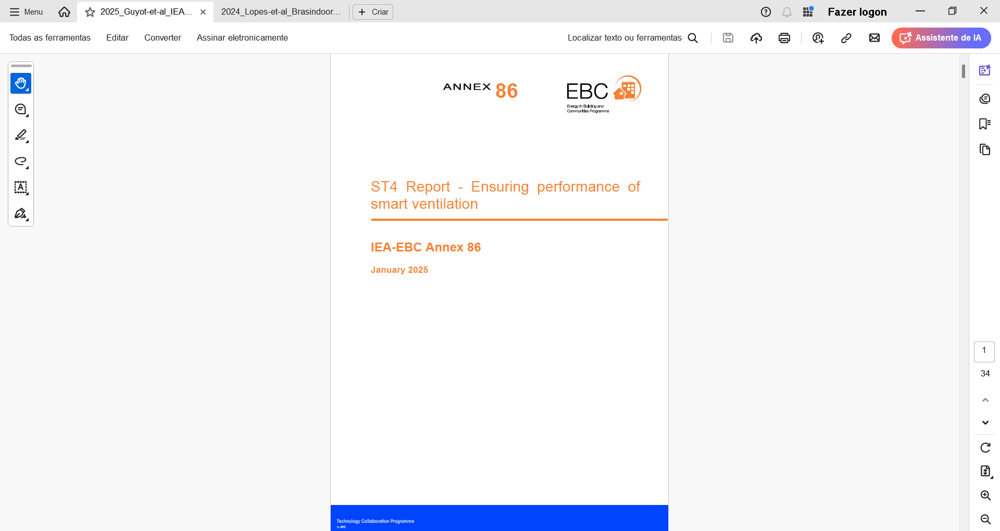 Menu
2025_Guyot-et-al_IEA...
2024_Lopes-et-al_Brasindoor...
Criar
Fazer logon
Todas as ferramentas
Editar
Converter
Assinar eletronicamente
Localizar texto ou ferramentas
Assistente de IA
ANNEX 86
EBC
Energy in Building and
Communities Programme
ST4 Report - Ensuring performance of
smart ventilation
IEA-EBC Annex 86
January 2025
1
34
Technology Collaboration Programme
by iea